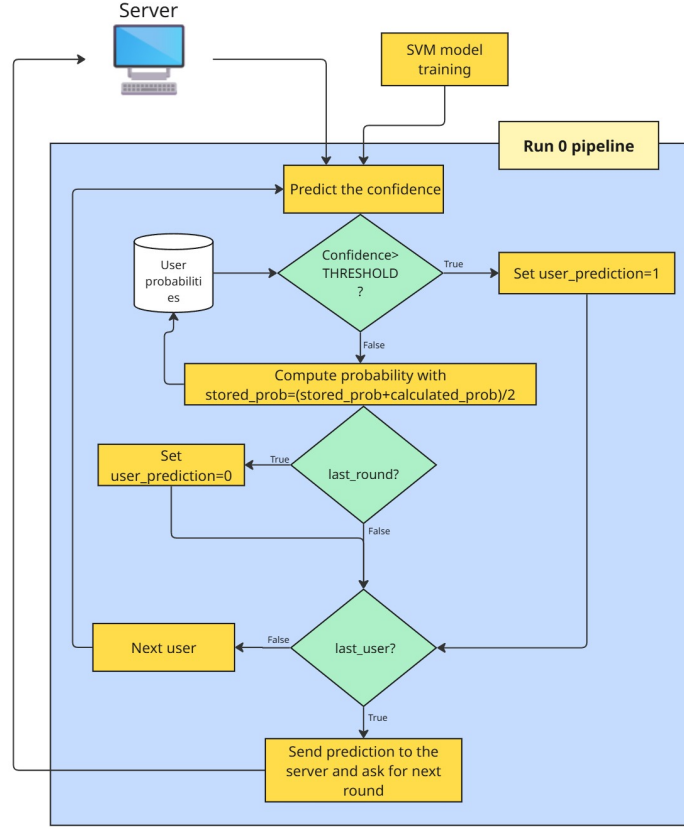 Server
SVM model
training
Run 0 pipeline
Predict the confidence
User
probabiliti
es
Confidence>
THRESHOLD
?
True
Set user_prediction=1
False
Compute probability with
stored_prob=(stored_prob+calculated_prob)/2
Set
user_prediction=0
True
last_round?
False
Next user
False
last_user?
True
Send prediction to the
server and ask for next
round